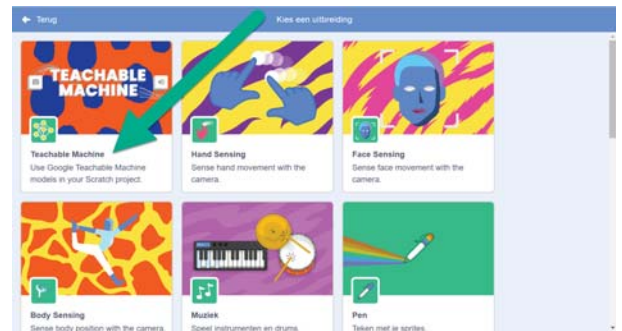 Terug
Kies een uitbreiding
TEACHABLE
MACHINE
Teachable Machine
Use Google Teachable Machine
models in your Scratch project.
Hand Sensing
Sense hand movement with the
camera.
Face Sensing
Sense face movement with the
camera.
Body Sensing
Sense body position with the camera.
Muziek
Speel instrumenten en drums.
Pen
Teken met je sprites.